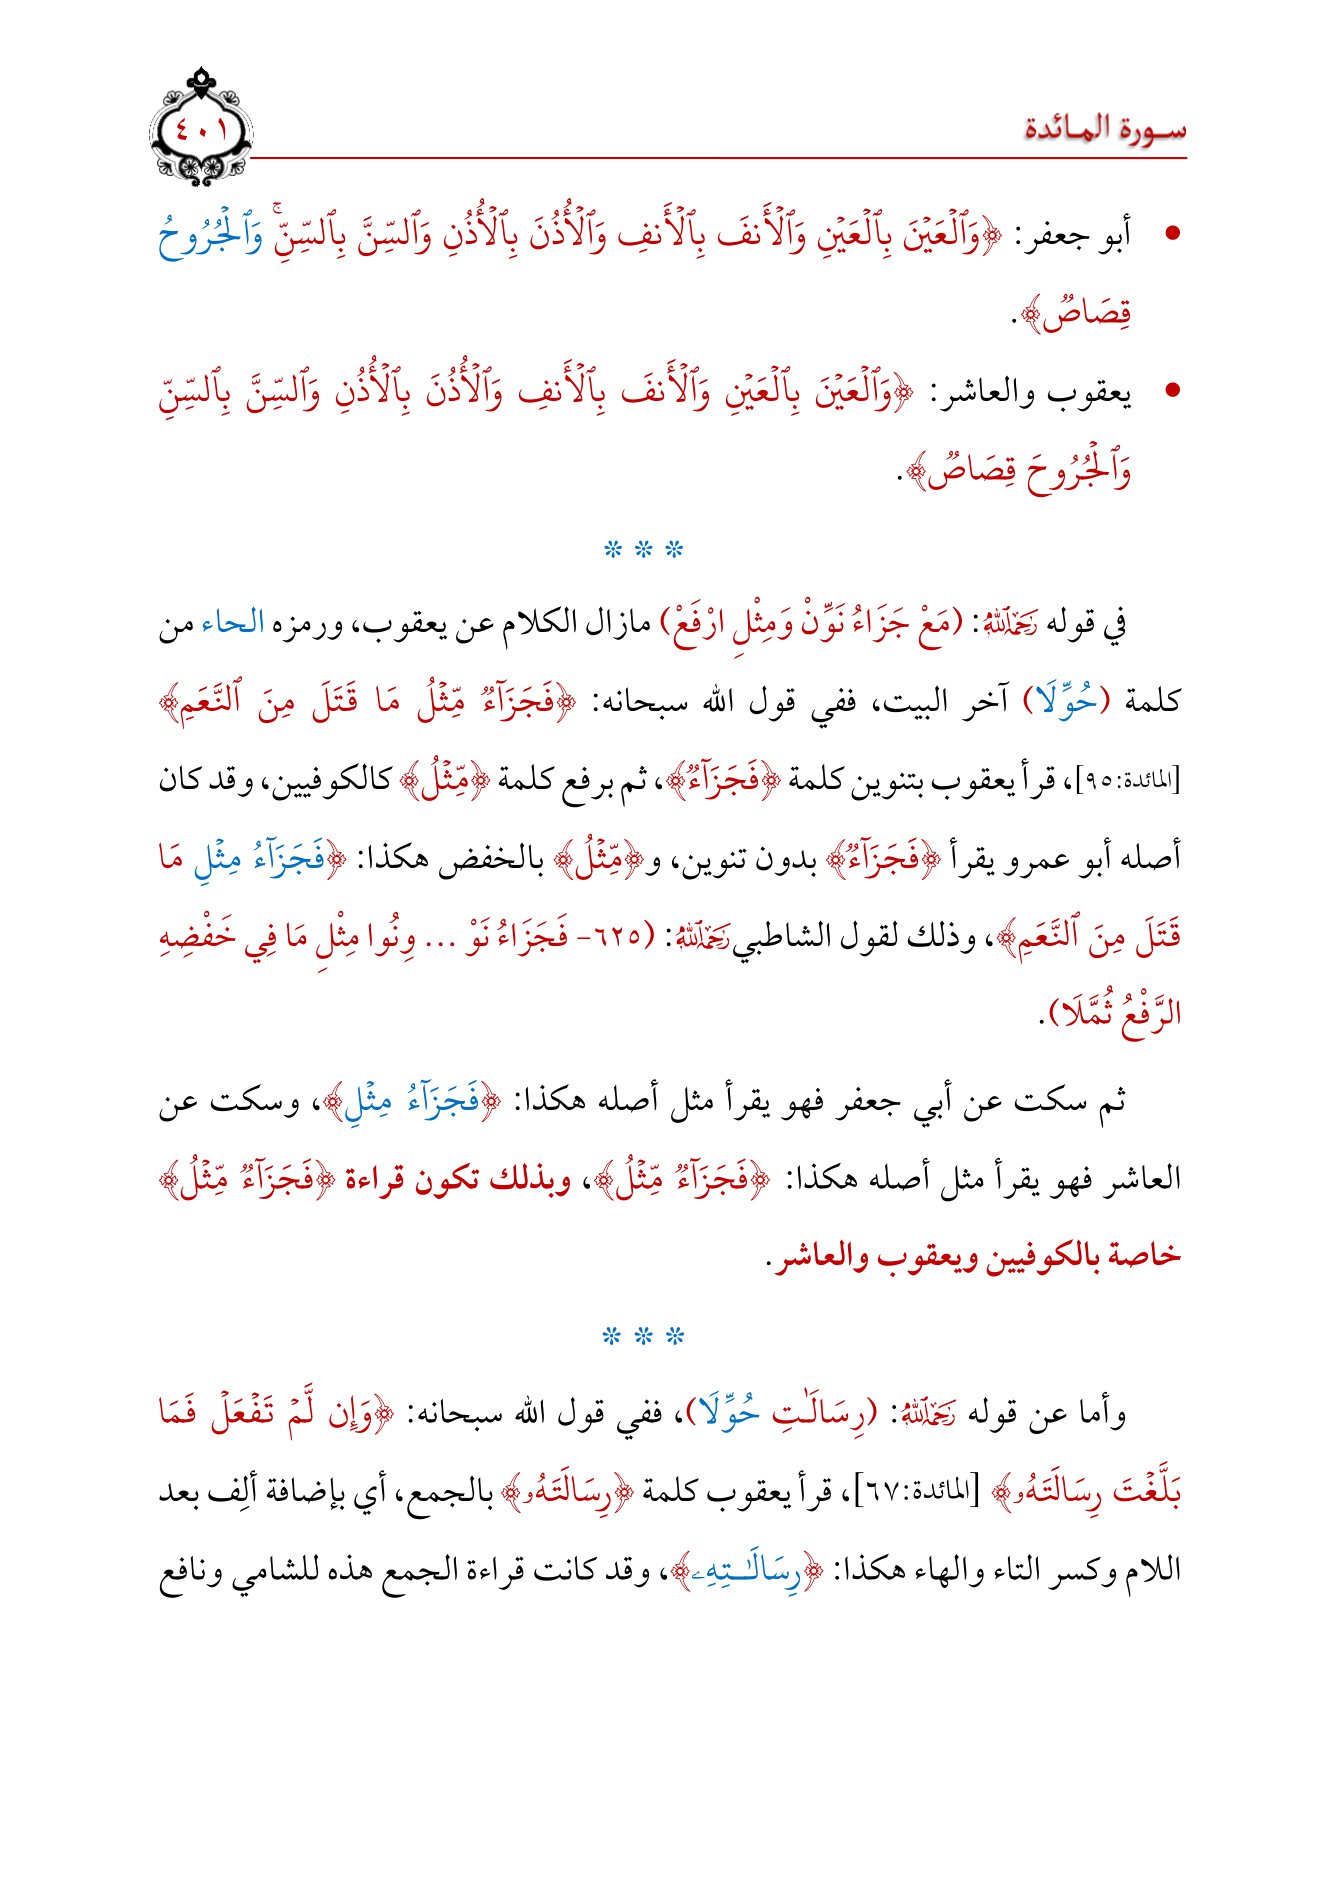 سورة المائدة
٤٠١
• أبو جعفر: ﴿وَٱلۡعَيۡنَ بِٱلۡعَيۡنِ وَٱلۡأَنفَ بِٱلۡأَنفِ وَٱلۡأُذُنَ بِٱلۡأُذُنِ وَٱلسِّنَّ بِٱلسِّنِّۚ وَٱلۡجُرُوحُ
قِصَاصٌ﴾.
• يعقوب والعاشر: ﴿وَٱلۡعَيۡنَ بِٱلۡعَيۡنِ وَٱلۡأَنفَ بِٱلۡأَنفِ وَٱلۡأُذُنَ بِٱلۡأُذُنِ وَٱلسِّنَّ بِٱلسِّنِّ
وَٱلۡجُرُوحَ قِصَاصٌ﴾.
* * *
في قوله رَحِمَهُ ٱللَّهُ: (مَعْ جَزَاءُ نَوِّنْ وَمِثْلِ ارْفَعْ) مازال الكلام عن يعقوب، ورمزه الحاء من
كلمة (حُوِّلَا) آخر البيت، ففي قول الله سبحانه: ﴿فَجَزَآءٌ مِّثۡلُ مَا قَتَلَ مِنَ ٱلنَّعَمِ﴾
[المائدة:٩٥]، قرأ يعقوب بتنوين كلمة ﴿فَجَزَآءٌ﴾، ثم برفع كلمة ﴿مِّثۡلُ﴾ كالكوفيين، وقد كان
أصله أبو عمرو يقرأ ﴿فَجَزَآءٌ﴾ بدون تنوين، و﴿مِّثۡلُ﴾ بالخفض هكذا: ﴿فَجَزَآءُ مِثۡلِ مَا
قَتَلَ مِنَ ٱلنَّعَمِ﴾، وذلك لقول الشاطبي رَحِمَهُ ٱللَّهُ: (٦٢٥- فَجَزَاءُ نَوْ ... وِنُوا مِثْلِ مَا فِي خَفْضِهِ
الرَّفْعُ ثُمَّلَا).
ثم سكت عن أبي جعفر فهو يقرأ مثل أصله هكذا: ﴿فَجَزَآءُ مِثۡلِ﴾، وسكت عن
العاشر فهو يقرأ مثل أصله هكذا: ﴿فَجَزَآءٌ مِّثۡلُ﴾، وبذلك تكون قراءة ﴿فَجَزَآءٌ مِّثۡلُ﴾
خاصة بالكوفيين ويعقوب والعاشر.
* * *
وأما عن قوله رَحِمَهُ ٱللَّهُ: (رِسَالَـٰتِ حُوِّلَا)، ففي قول الله سبحانه: ﴿وَإِن لَّمۡ تَفۡعَلۡ فَمَا
بَلَّغۡتَ رِسَالَتَهُۥ﴾ [المائدة:٦٧]، قرأ يعقوب كلمة ﴿رِسَالَتَهُۥ﴾ بالجمع، أي بإضافة ألِف بعد
اللام وكسر التاء والهاء هكذا: ﴿رِسَالَـٰتِهِۦ﴾، وقد كانت قراءة الجمع هذه للشامي ونافع